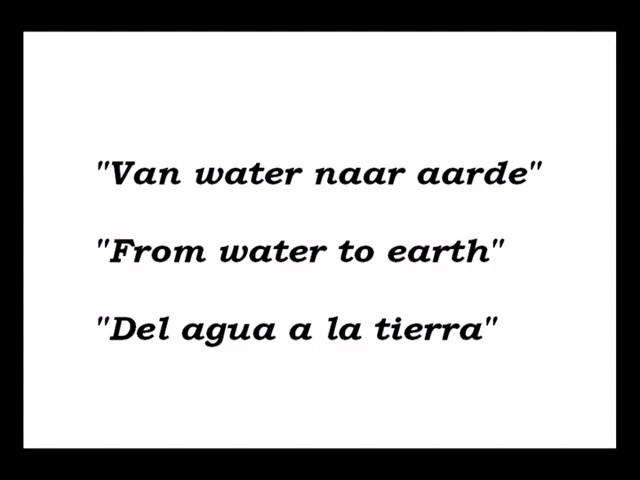 "Van water naar aarde"
"From water to earth"
"Del agua a la tierra"